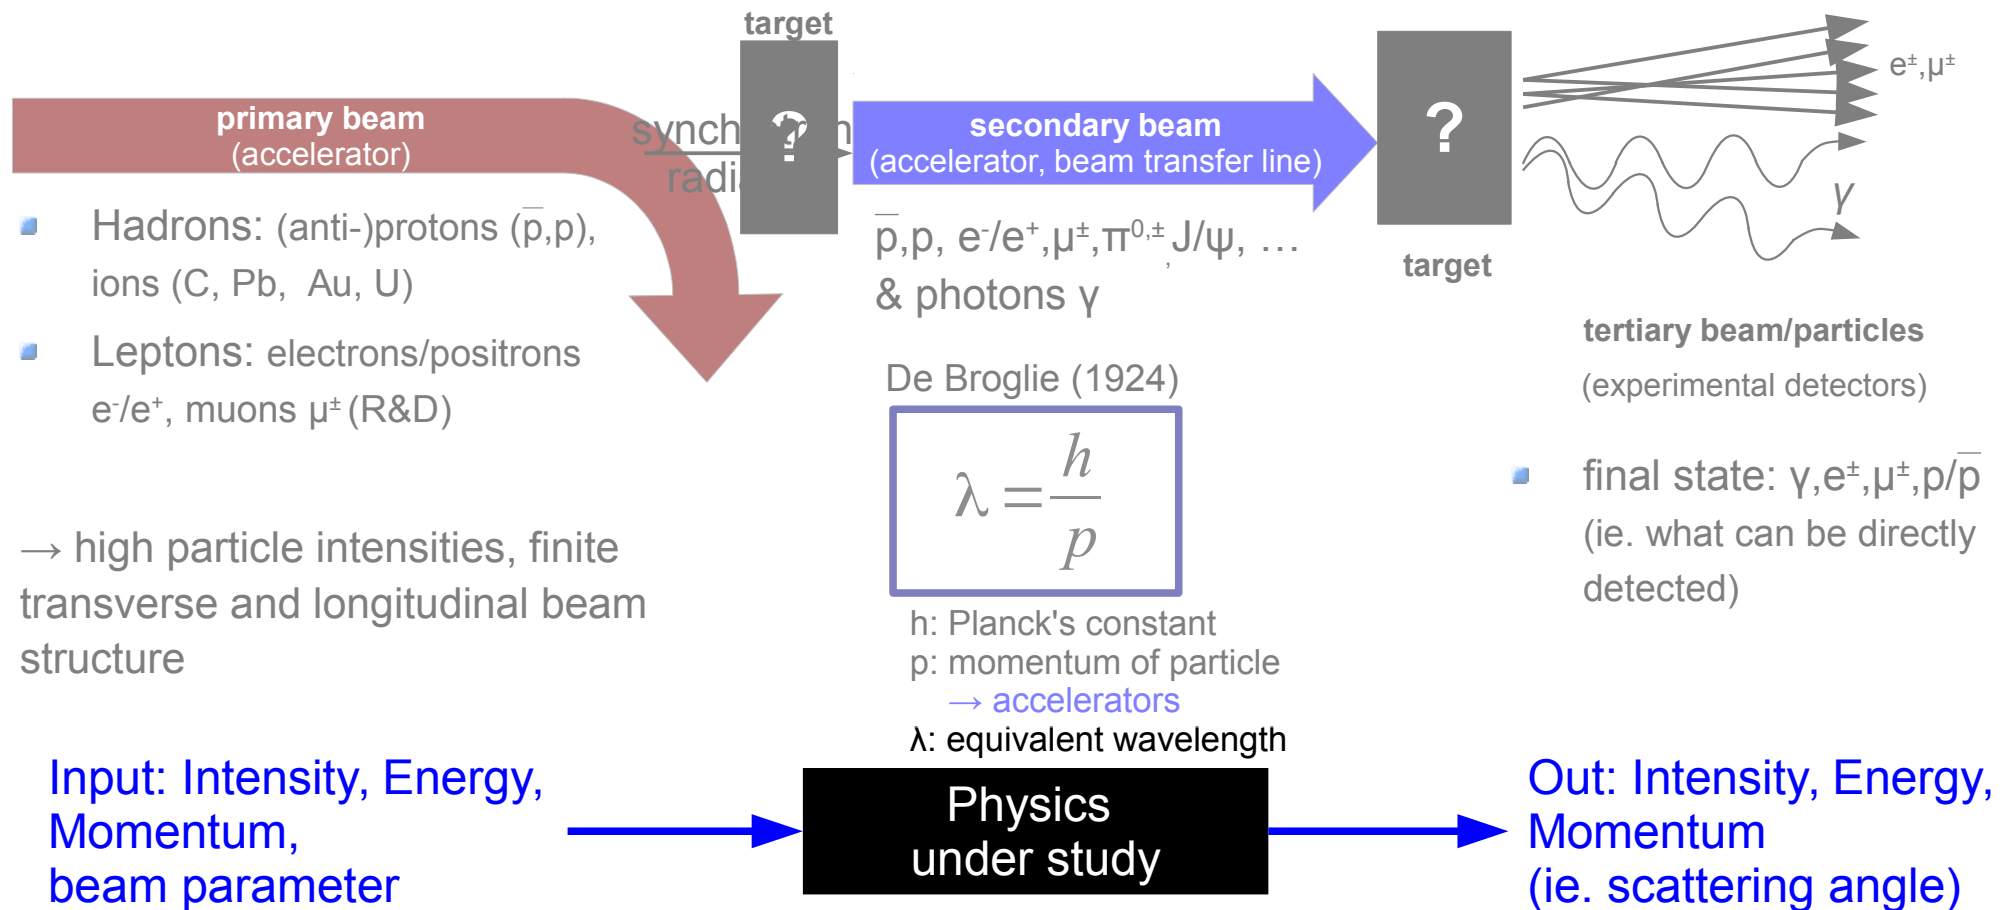 target
?
primary beam
(accelerator)
radia
secondary beam
(accelerator, beam transfer line)
target
?
e±,μ±
γ
Hadrons: (anti-)protons (p̅,p),
ions (C, Pb, Au, U)
Leptons: electrons/positrons
e⁻/e⁺, muons μ± (R&D)
→ high particle intensities, finite
transverse and longitudinal beam
structure
p̅,p, e⁻/e⁺,μ±,π⁰,±,J/ψ, …
& photons γ
De Broglie (1924)
λ = h/p
h: Planck's constant
p: momentum of particle
→ accelerators
λ: equivalent wavelength
tertiary beam/particles
(experimental detectors)
final state: γ,e±,μ±,p/p̅
(ie. what can be directly
detected)
Input: Intensity, Energy,
Momentum,
beam parameter
Physics
under study
Out: Intensity, Energy,
Momentum
(ie. scattering angle)